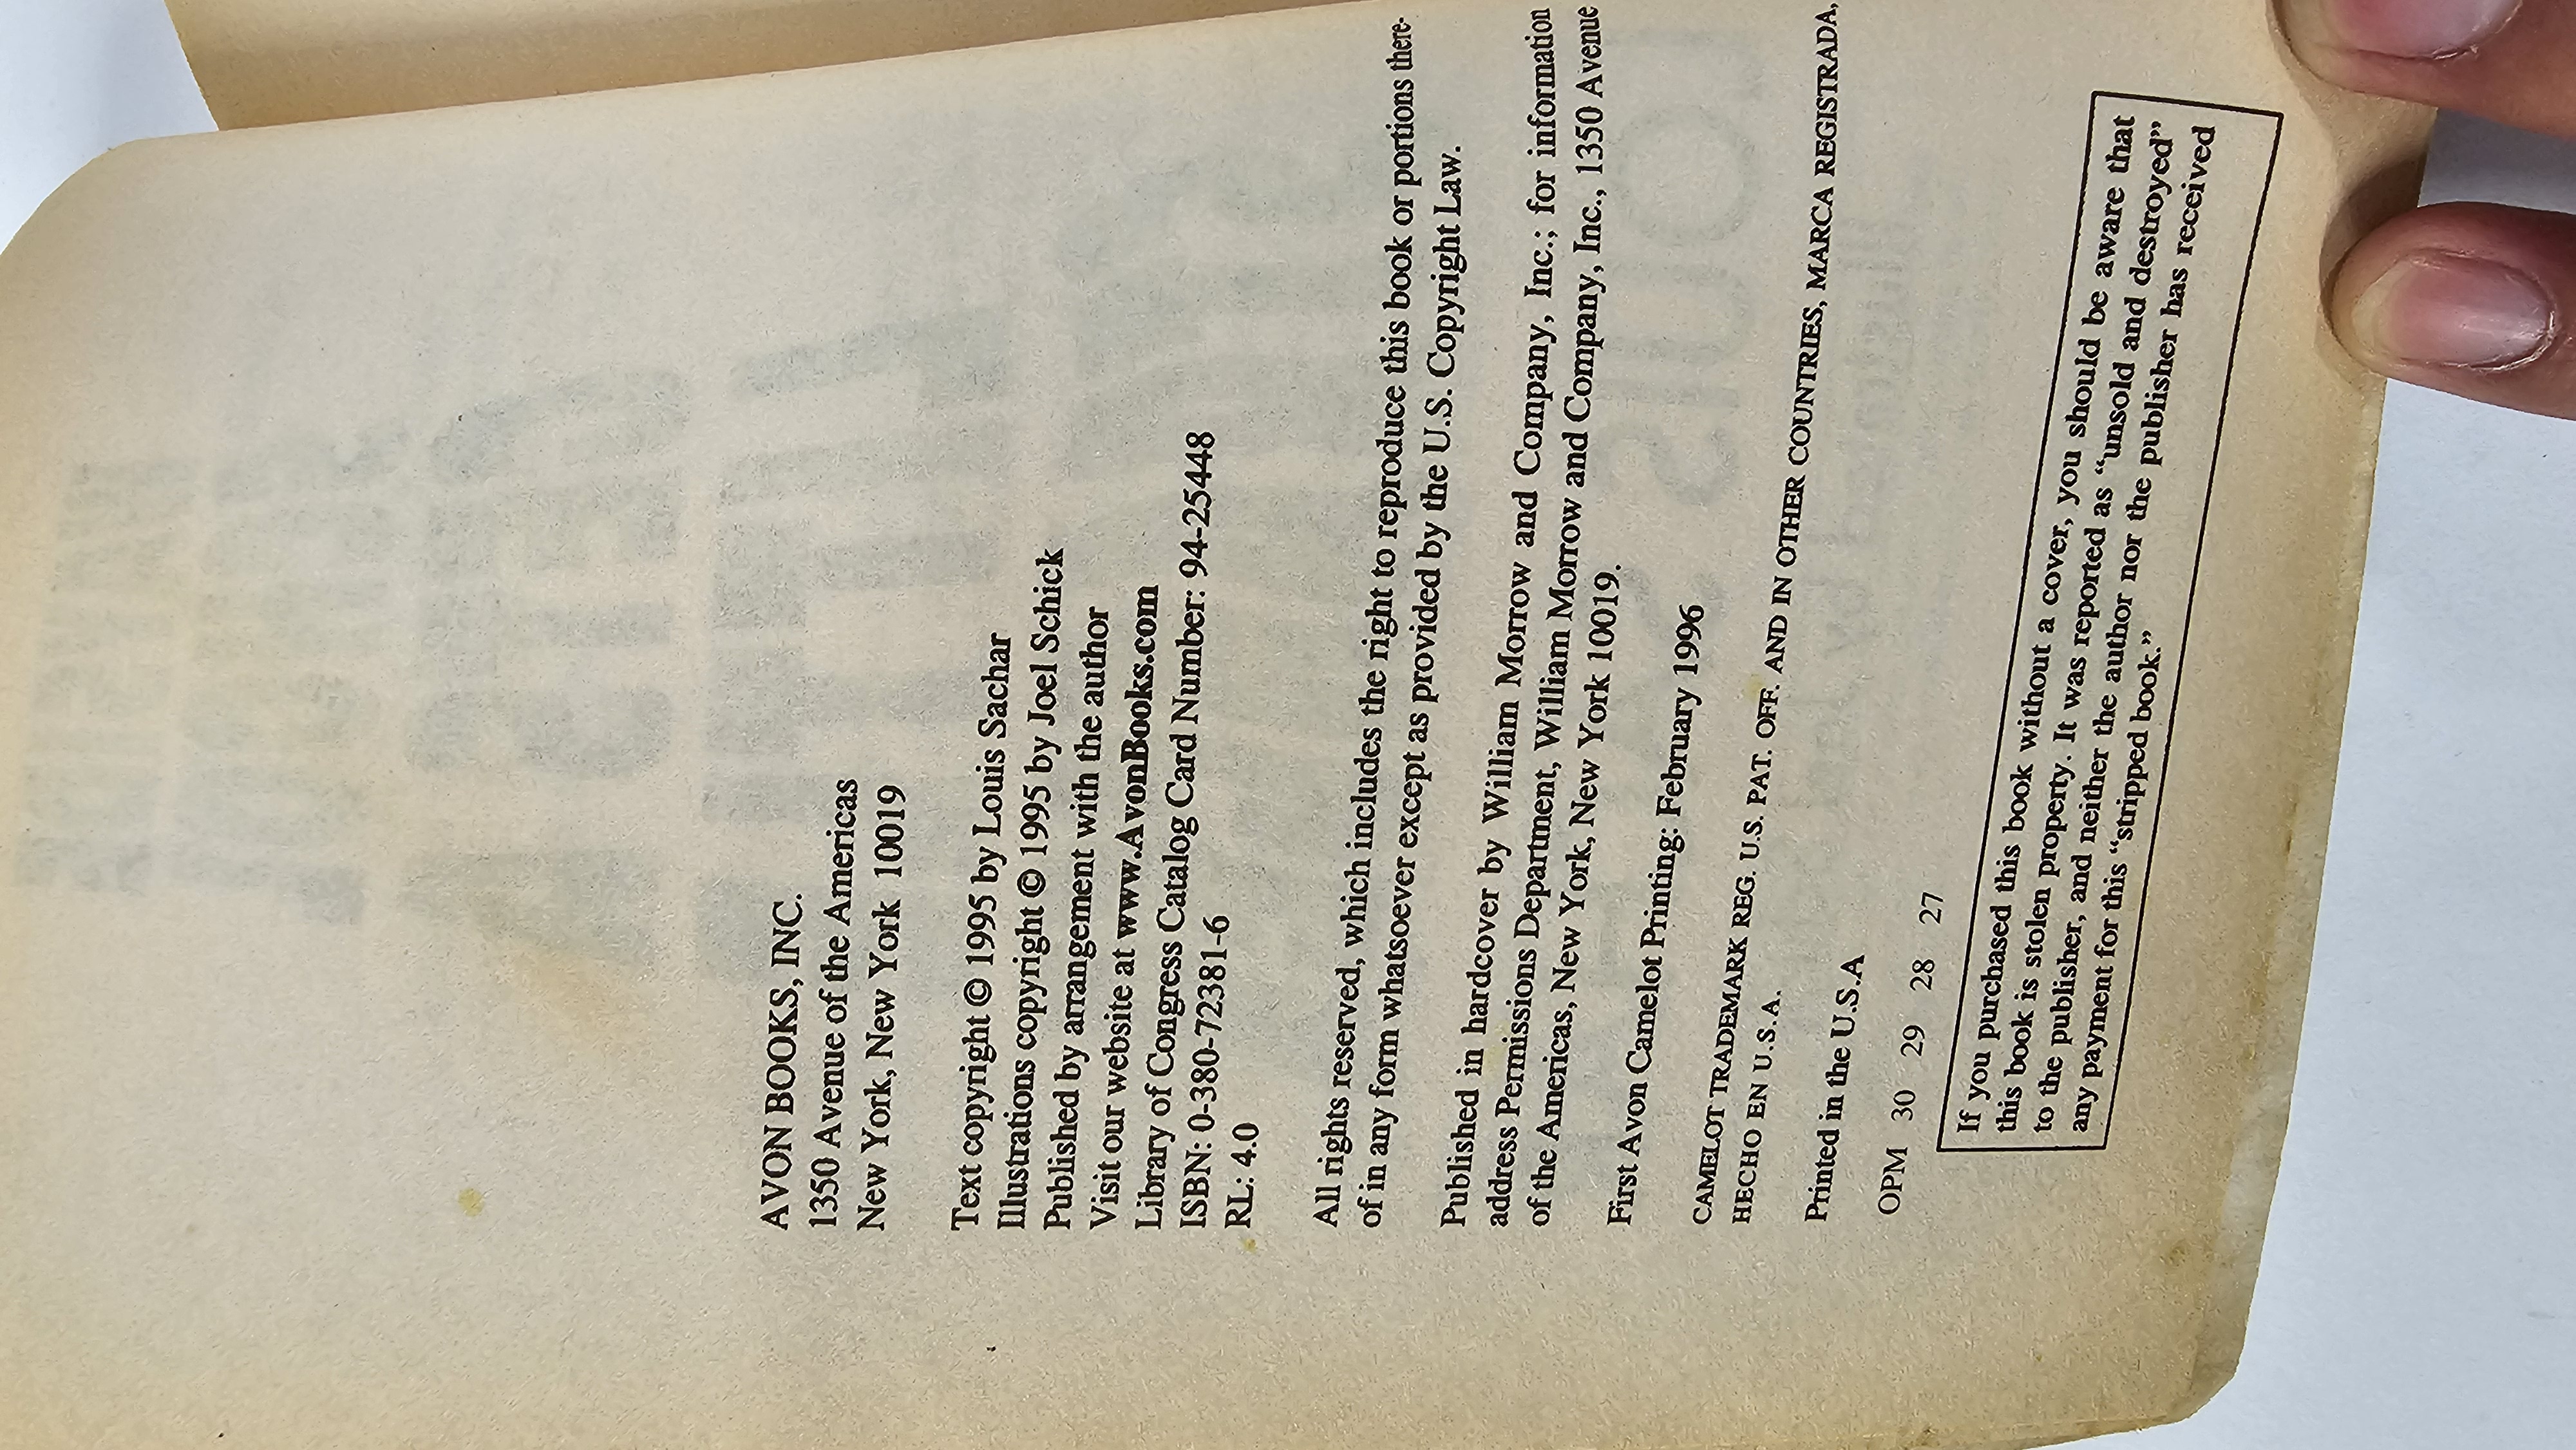 AVON BOOKS, INC.
1350 Avenue of the Americas
New York, New York 10019
Text copyright © 1995 by Louis Sachar
Illustrations copyright © 1995 by Joel Schick
Published by arrangement with the author
Visit our website at www.AvonBooks.com
Library of Congress Catalog Card Number: 94-25448
ISBN: 0-380-72381-6
RL: 4.0
All rights reserved, which includes the right to reproduce this book or portions there-
of in any form whatsoever except as provided by the U.S. Copyright Law.
Published in hardcover by William Morrow and Company, Inc.; for information
address Permissions Department, William Morrow and Company, Inc., 1350 Avenue
of the Americas, New York, New York 10019.
First Avon Camelot Printing: February 1996
CAMELOT TRADEMARK REG. U.S. PAT. OFF. AND IN OTHER COUNTRIES, MARCA REGISTRADA,
HECHO EN U.S.A.
Printed in the U.S.A
OPM 30 29 28 27
If you purchased this book without a cover, you should be aware that
this book is stolen property. It was reported as “unsold and destroyed”
to the publisher, and neither the author nor the publisher has received
any payment for this “stripped book.”